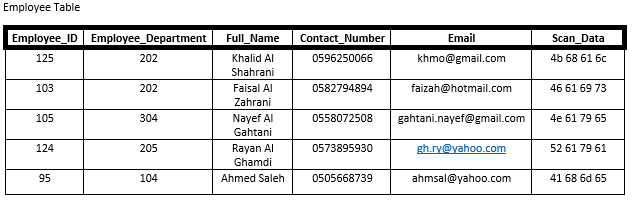 Employee Table
Employee_ID Employee_Department Full_Name Contact_Number Email Scan_Data
125 202 Khalid Al Shahrani 0596250066 khmo@gmail.com 4b 68 61 6c
103 202 Faisal Al Zahrani 0582794894 faizah@hotmail.com 46 61 69 73
105 304 Nayef Al Gahtani 0558072508 gahtani.nayef@gmail.com 4e 61 79 65
124 205 Rayan Al Ghamdi 0573895930 gh.ry@yahoo.com 52 61 79 61
95 104 Ahmed Saleh 0505668739 ahmsal@yahoo.com 41 68 6d 65